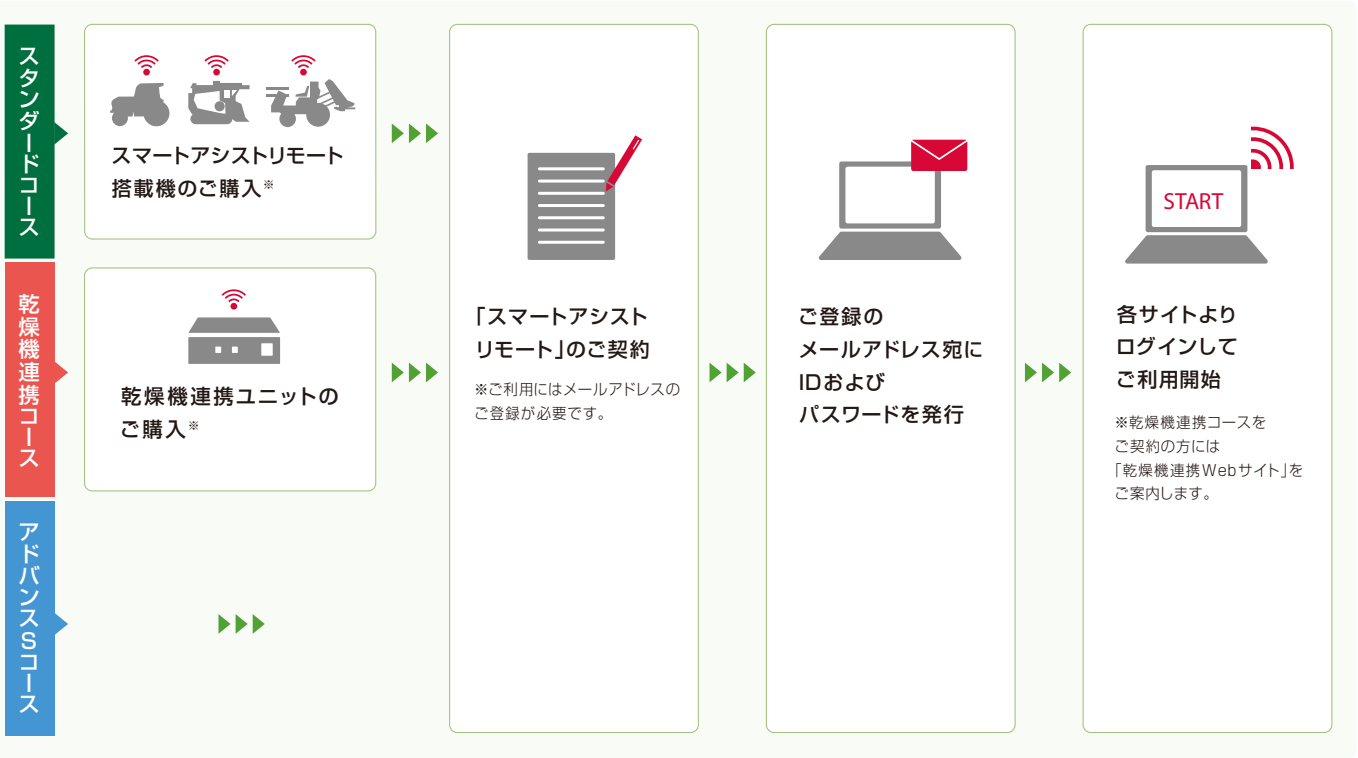 スタンダードコース
スマートアシストリモート
搭載機のご購入※
乾燥機連携コース
乾燥機連携ユニットの
ご購入※
アドバンスSコース
「スマートアシスト
リモート」のご契約
※ご利用にはメールアドレスの
ご登録が必要です。
ご登録の
メールアドレス宛に
IDおよび
パスワードを発行
START
各サイトより
ログインして
ご利用開始
※乾燥機連携コースを
ご契約の方には
「乾燥機連携Webサイト」を
ご案内します。